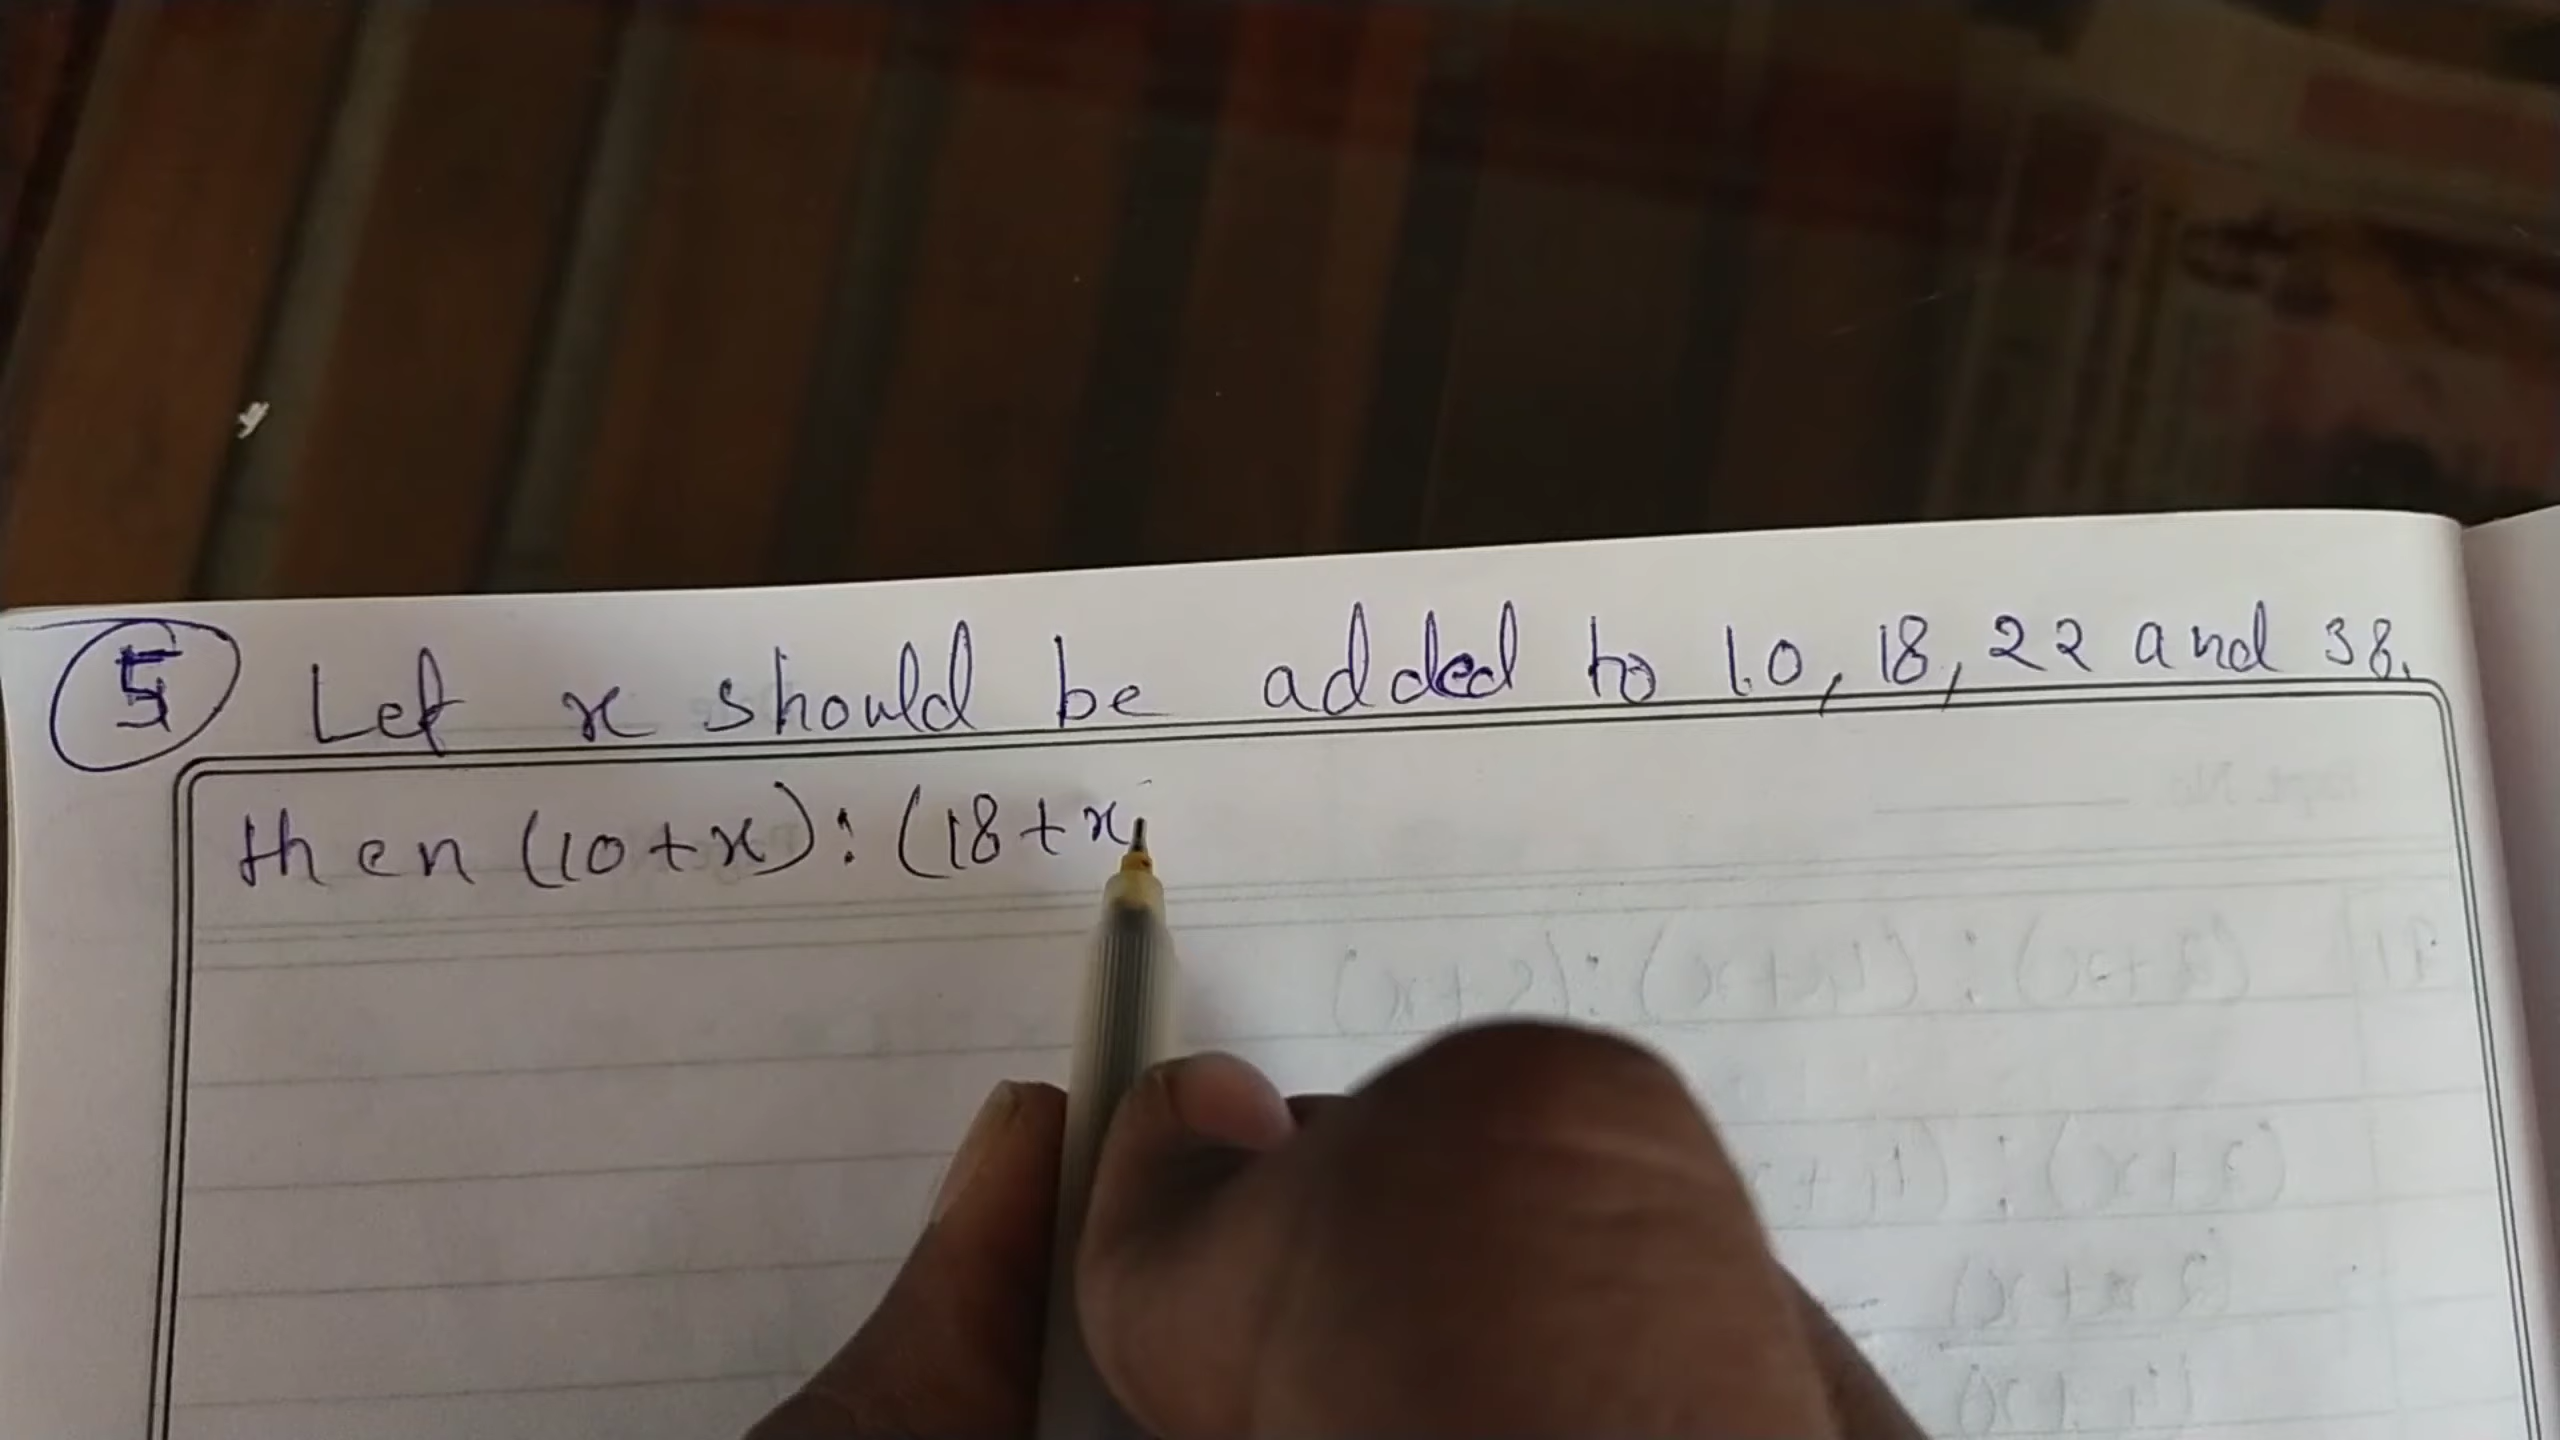 5 Let x should be added to 10, 18, 22 and 38.
then (10+x) : (18+x